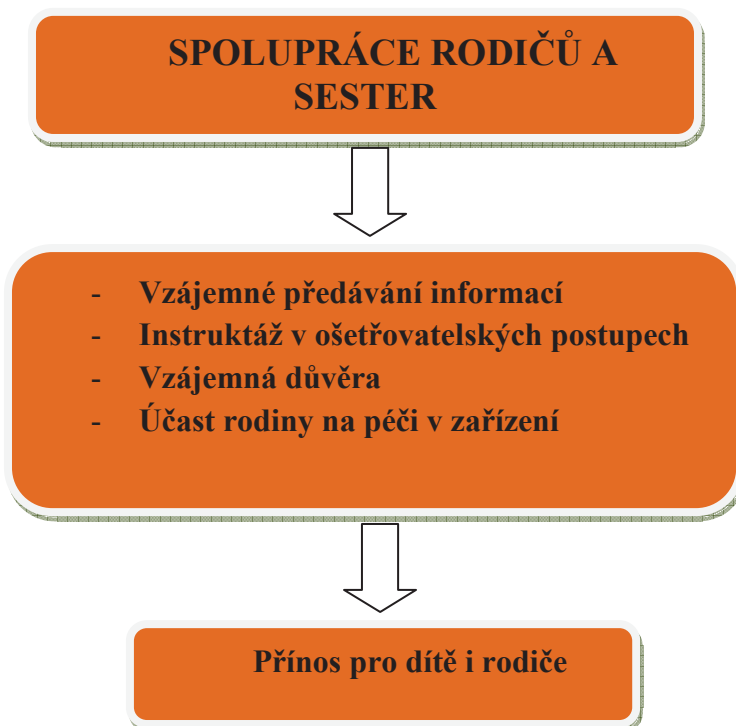 SPOLUPRÁCE RODIČŮ A
SESTER
- Vzájemné předávání informací
- Instruktáž v ošetřovatelských postupech
- Vzájemná důvěra
- Účast rodiny na péči v zařízení
Přínos pro dítě i rodiče